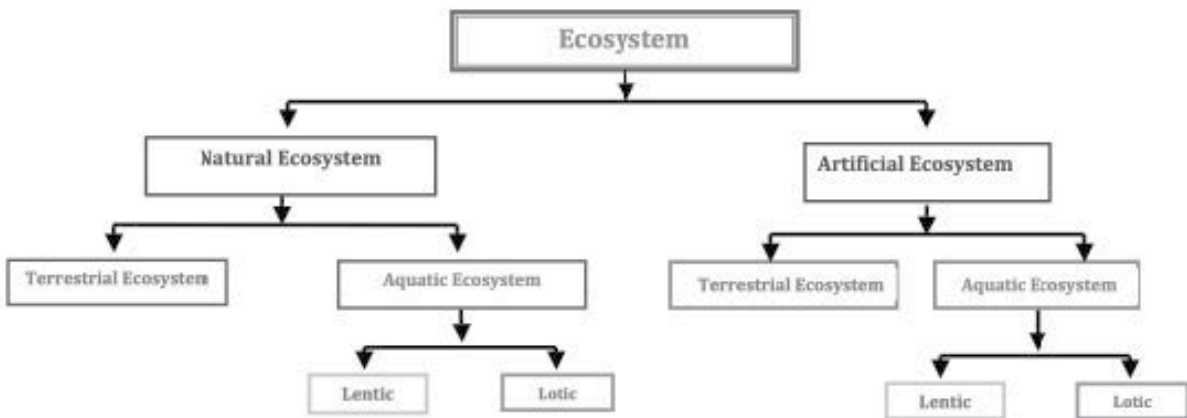 Ecosystem
Natural Ecosystem
Artificial Ecosystem
Terrestrial Ecosystem
Aquatic Ecosystem
Terrestrial Ecosystem
Aquatic Ecosystem
Lentic
Lotic
Lentic
Lotic